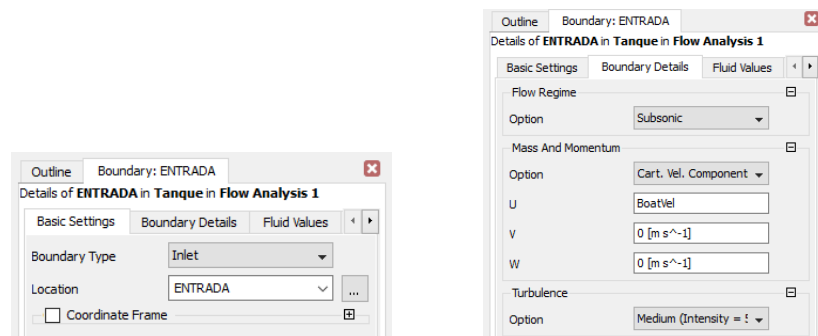 Outline Boundary: ENTRADA
Details of ENTRADA in Tanque in Flow Analysis 1
Basic Settings Boundary Details Fluid Values
Boundary Type Inlet
Location ENTRADA ...
Coordinate Frame
Outline Boundary: ENTRADA
Details of ENTRADA in Tanque in Flow Analysis 1
Basic Settings Boundary Details Fluid Values
Flow Regime
Option Subsonic
Mass And Momentum
Option Cart. Vel. Component
U BoatVel
V 0 [m s^-1]
W 0 [m s^-1]
Turbulence
Option Medium (Intensity =